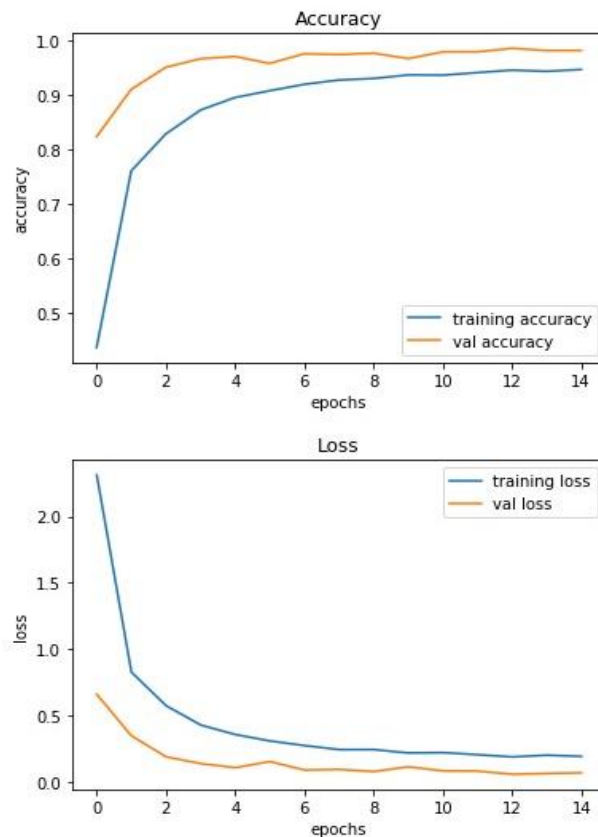 Accuracy
1.0
0.9
0.8
0.7
0.6
0.5
accuracy
training accuracy
val accuracy
0 2 4 6 8 10 12 14
epochs
Loss
2.0
1.5
1.0
0.5
0.0
loss
training loss
val loss
0 2 4 6 8 10 12 14
epochs